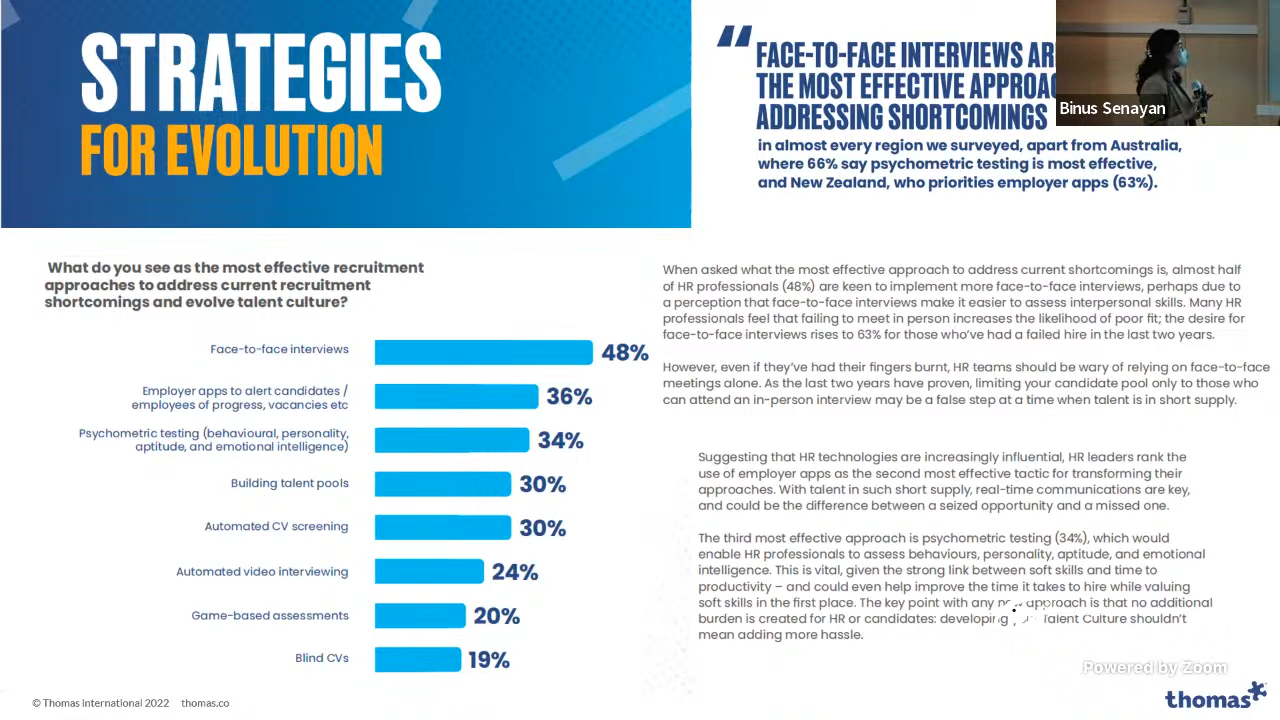 STRATEGIES
FOR EVOLUTION
“
FACE-TO-FACE INTERVIEWS
THE MOST EFFECTIVE
ADDRESSING SHORTCOMINGS
in almost every region we surveyed, apart from Australia,
where 66% say psychometric testing is most effective,
and New Zealand, who priorities employer apps (63%).
Binus Senayan
What do you see as the most effective recruitment
approaches to address current recruitment
shortcomings and evolve talent culture?
Face-to-face interviews 48%
Employer apps to alert candidates /
employees of progress, vacancies etc 36%
Psychometric testing (behavioural, personality,
aptitude, and emotional intelligence) 34%
Building talent pools 30%
Automated CV screening 30%
Automated video interviewing 24%
Game-based assessments 20%
Blind CVs 19%
When asked what the most effective approach to address current shortcomings is, almost half
of HR professionals (48%) are keen to implement more face-to-face interviews, perhaps due to
a perception that face-to-face interviews make it easier to assess interpersonal skills. Many HR
professionals feel that failing to meet in person increases the likelihood of poor fit; the desire for
face-to-face interviews rises to 63% for those who've had a failed hire in the last two years.
However, even if they've had their fingers burnt, HR teams should be wary of relying on face-to-face
meetings alone. As the last two years have proven, limiting your candidate pool only to those who
can attend an in-person interview may be a false step at a time when talent is in short supply.
Suggesting that HR technologies are increasingly influential, HR leaders rank the
use of employer apps as the second most effective tactic for transforming their
approaches. With talent in such short supply, real-time communications are key,
and could be the difference between a seized opportunity and a missed one.
The third most effective approach is psychometric testing (34%), which would
enable HR professionals to assess behaviours, personality, aptitude, and emotional
intelligence. This is vital, given the strong link between soft skills and time to
productivity – and could even help improve the time it takes to hire while valuing
soft skills in the first place. The key point with any approach is that no additional
burden is created for HR or candidates: developing Talent Culture shouldn't
mean adding more hassle.
Powered by Zoom
© Thomas International 2022 thomas.co
thomas